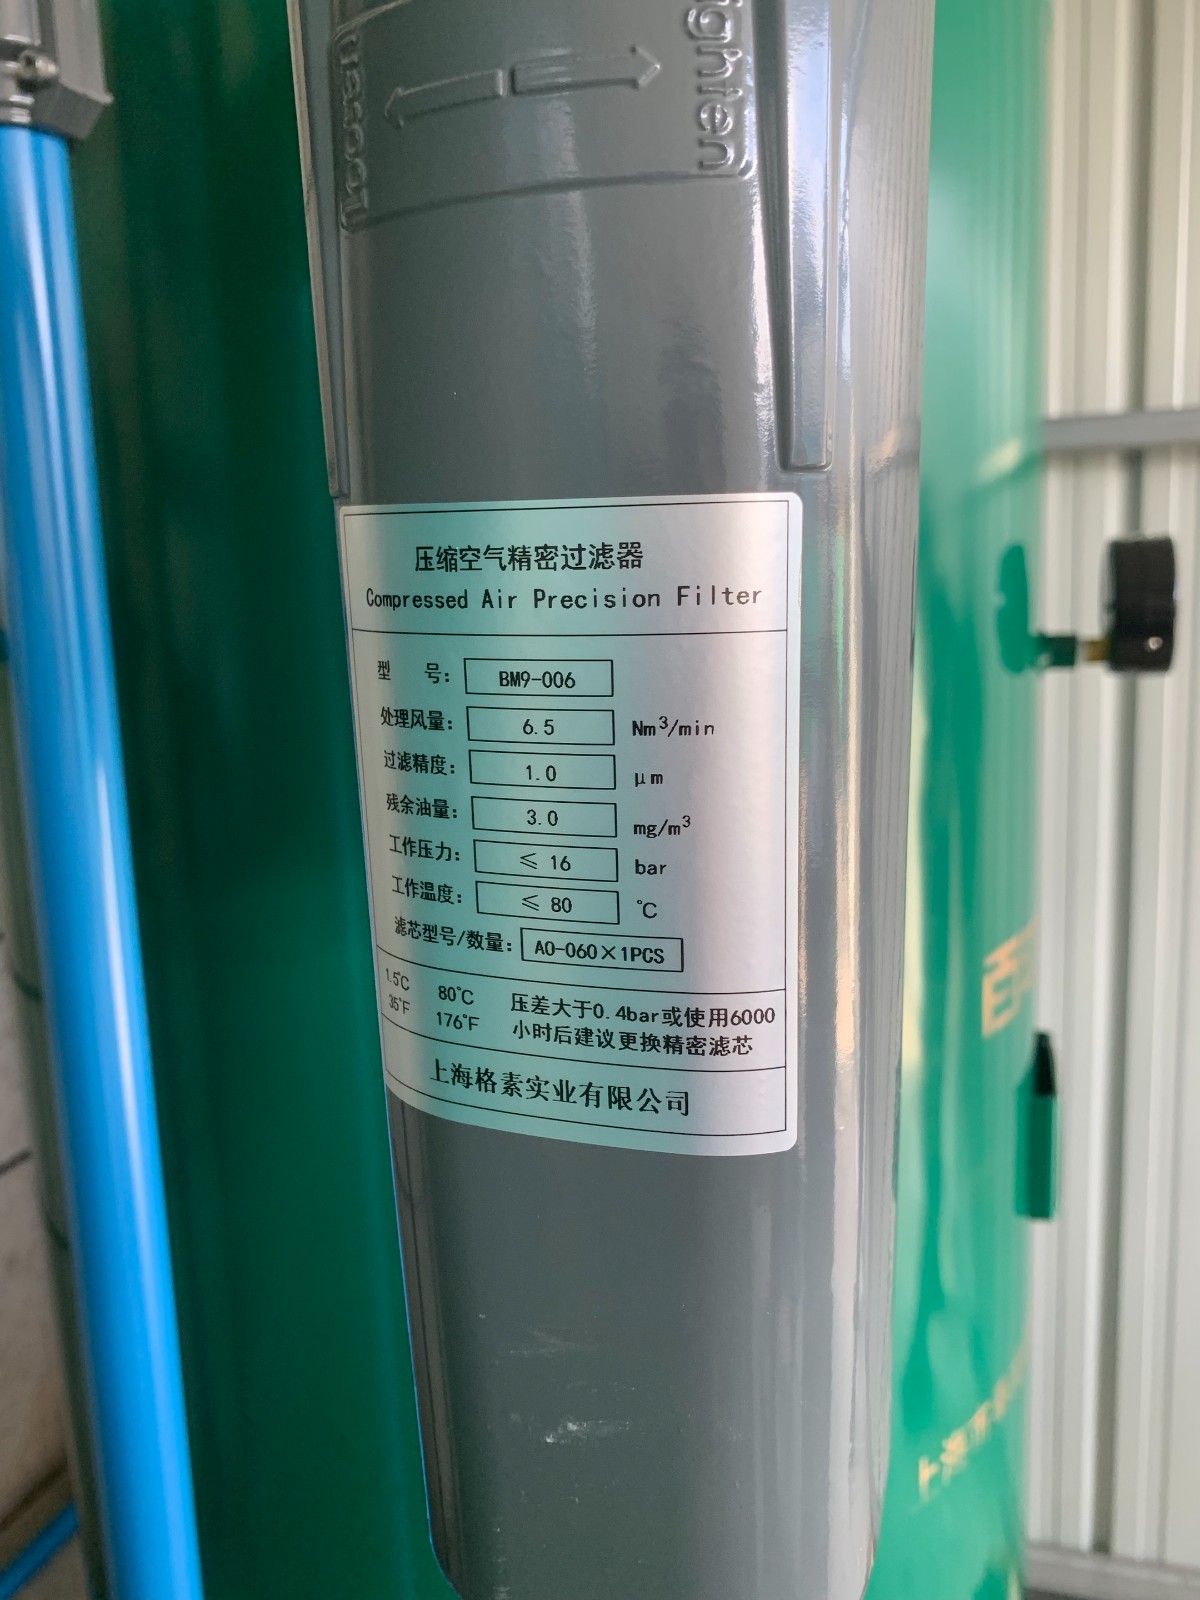 Loosen
ighten
压缩空气精密过滤器
Compressed Air Precision Filter
型 号: BM9-006
处理风量: 6.5 Nm³/min
过滤精度: 1.0 μm
残余油量: 3.0 mg/m³
工作压力: ≤ 16 bar
工作温度: ≤ 80 ℃
滤芯型号/数量: AO-060×1PCS
1.5℃ 80℃
35℉ 176℉
压差大于0.4bar或使用6000
小时后建议更换精密滤芯
上海格素实业有限公司
上海